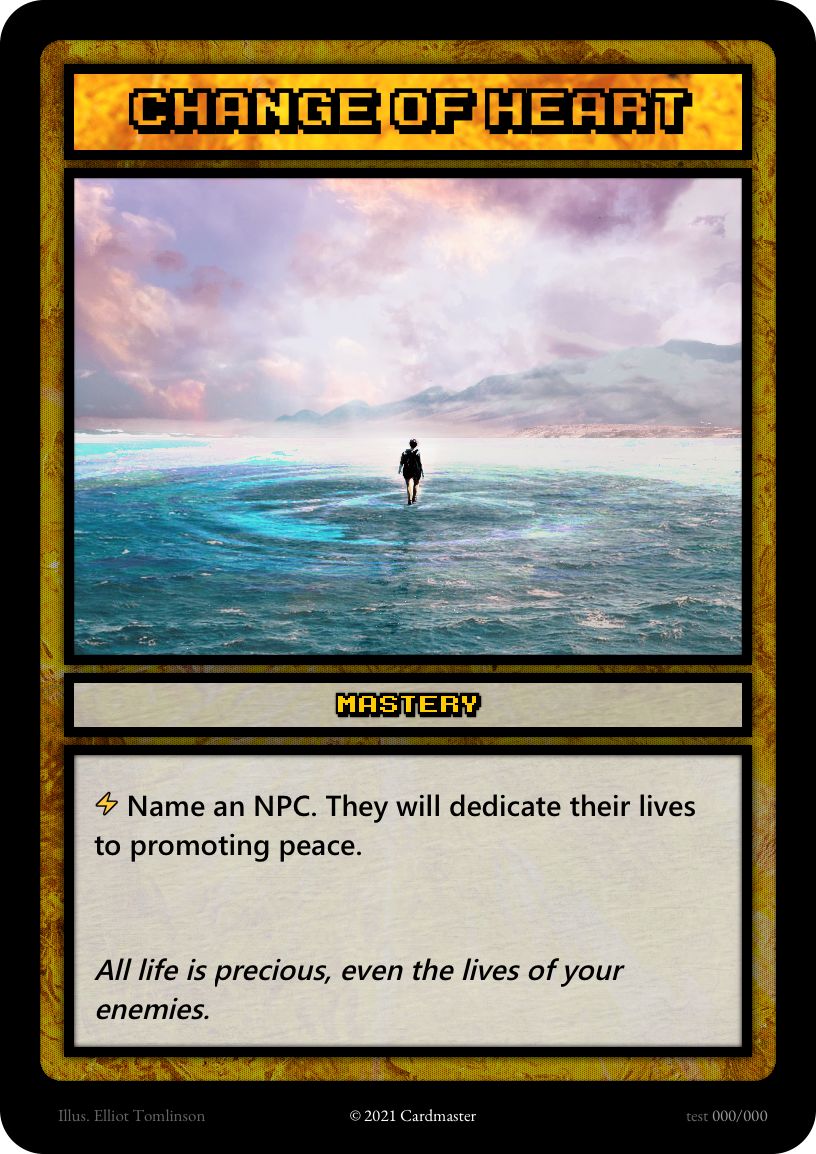 CHANGE OF HEART
MASTERY
⚡ Name an NPC. They will dedicate their lives
to promoting peace.
All life is precious, even the lives of your
enemies.
Illus. Elliot Tomlinson
© 2021 Cardmaster
test 000/000